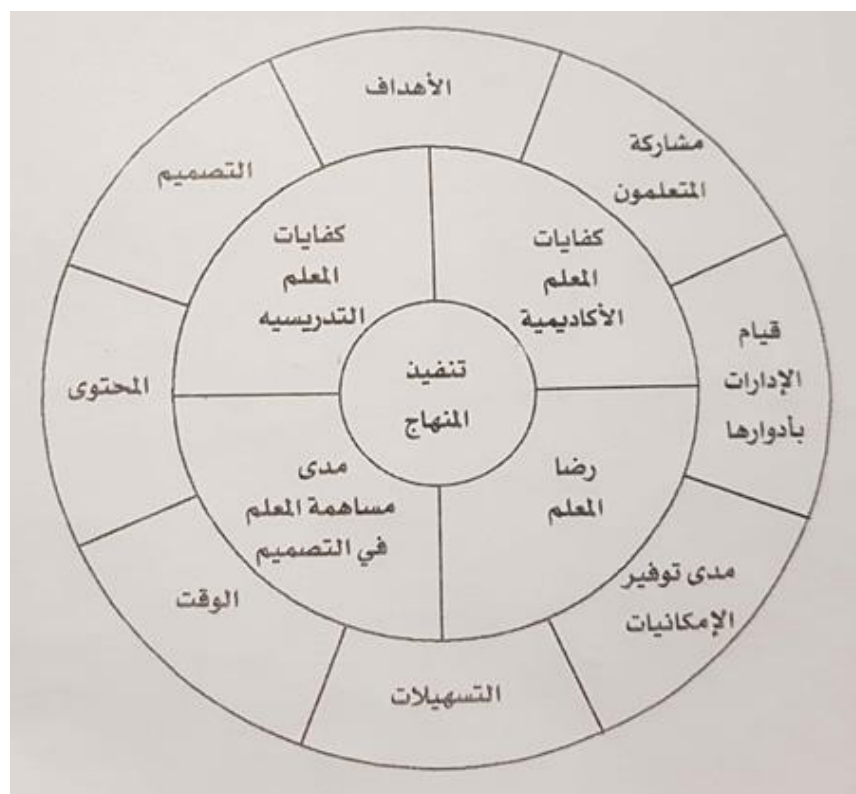 الأهداف
مشاركة
المتعلمون
التصميم
كفايات
المعلم
الأكاديمية
كفايات
المعلم
التدريسيه
قيام
الإدارات
بأدوارها
تنفيذ
المنهاج
المحتوى
رضا
المعلم
مدى
مساهمة المعلم
في التصميم
مدى توفير
الإمكانيات
الوقت
التسهيلات